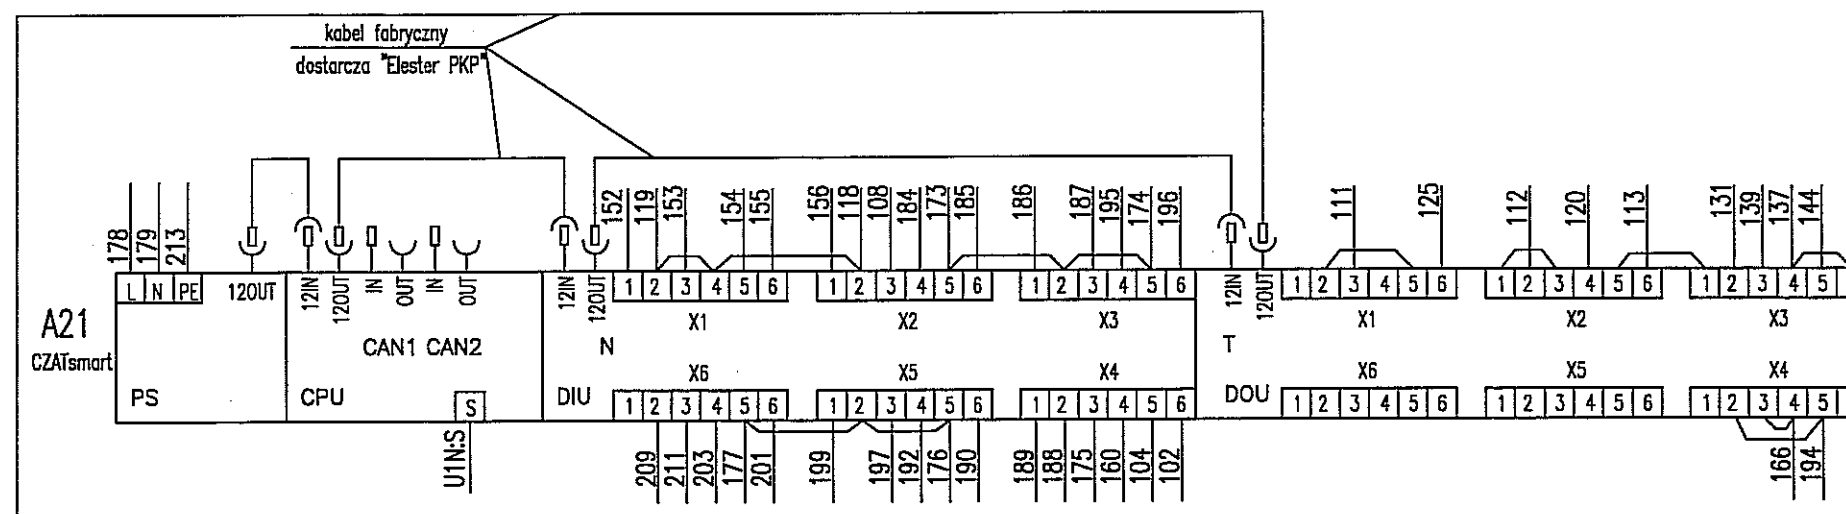 kabel fabryczny
dostarcza "Elester PKP"
178 179 213 152 119 153 154 155 156 118 108 184 173 185 186 187 195 174 196 111 125 112 120 113 131 139 137 144
L N PE 12OUT 12IN 12OUT IN OUT IN OUT 12IN 12OUT 1 2 3 4 5 6 1 2 3 4 5 6 1 2 3 4 5 6 12IN 12OUT 1 2 3 4 5 6 1 2 3 4 5 6 1 2 3 4 5
A21 X1 X2 X3 X1 X2 X3
CZATsmart CAN1 CAN2 N T
X6 X5 X4 X6 X5 X4
PS CPU S DIU 1 2 3 4 5 6 1 2 3 4 5 6 1 2 3 4 5 6 DOU 1 2 3 4 5 6 1 2 3 4 5 6 1 2 3 4 5
U1N:S 209 211 203 177 201 199 197 192 176 190 189 188 175 160 104 102 166 194